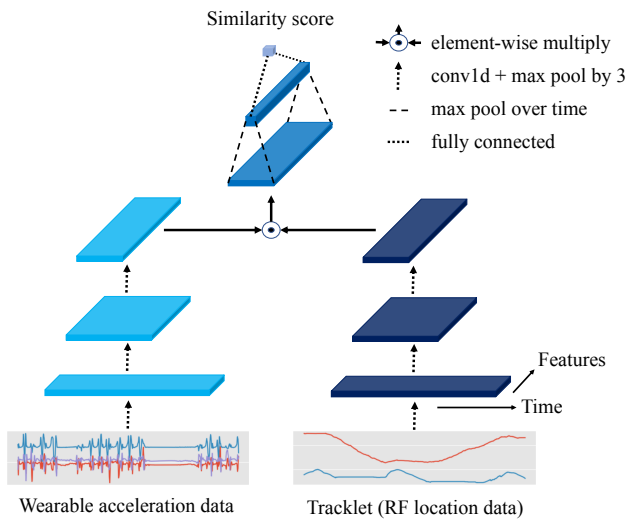 Similarity score
element-wise multiply
conv1d + max pool by 3
max pool over time
fully connected
Features
Time
Wearable acceleration data
Tracklet (RF location data)